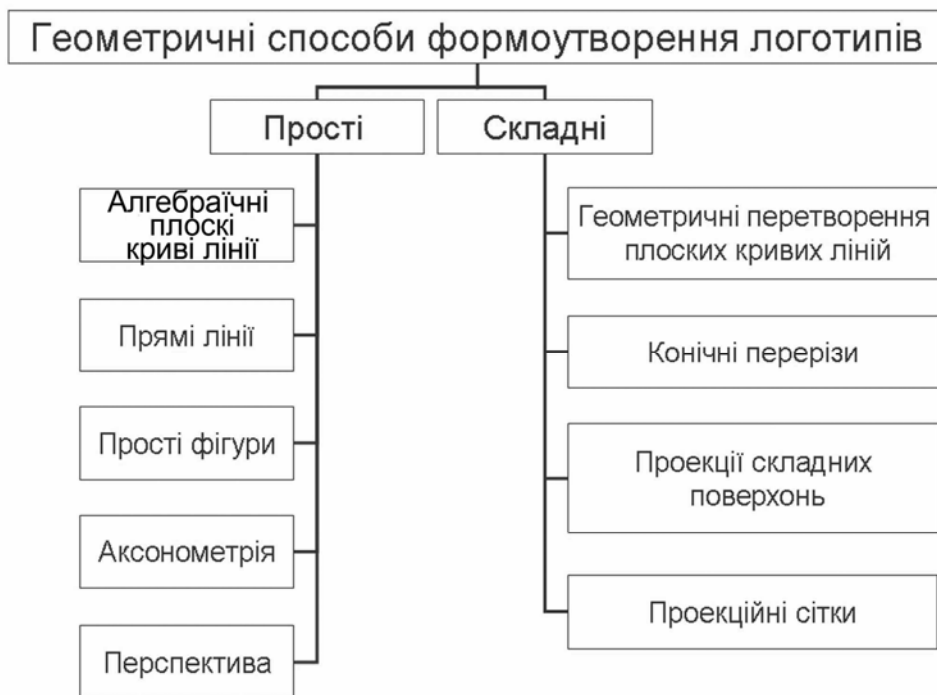 Геометричні способи формоутворення логотипів
Прості
Складні
Алгебраїчні
плоскі
криві лінії
Прямі лінії
Прості фігури
Аксонометрія
Перспектива
Геометричні перетворення
плоских кривих ліній
Конічні перерізи
Проекції складних
поверхонь
Проекційні сітки